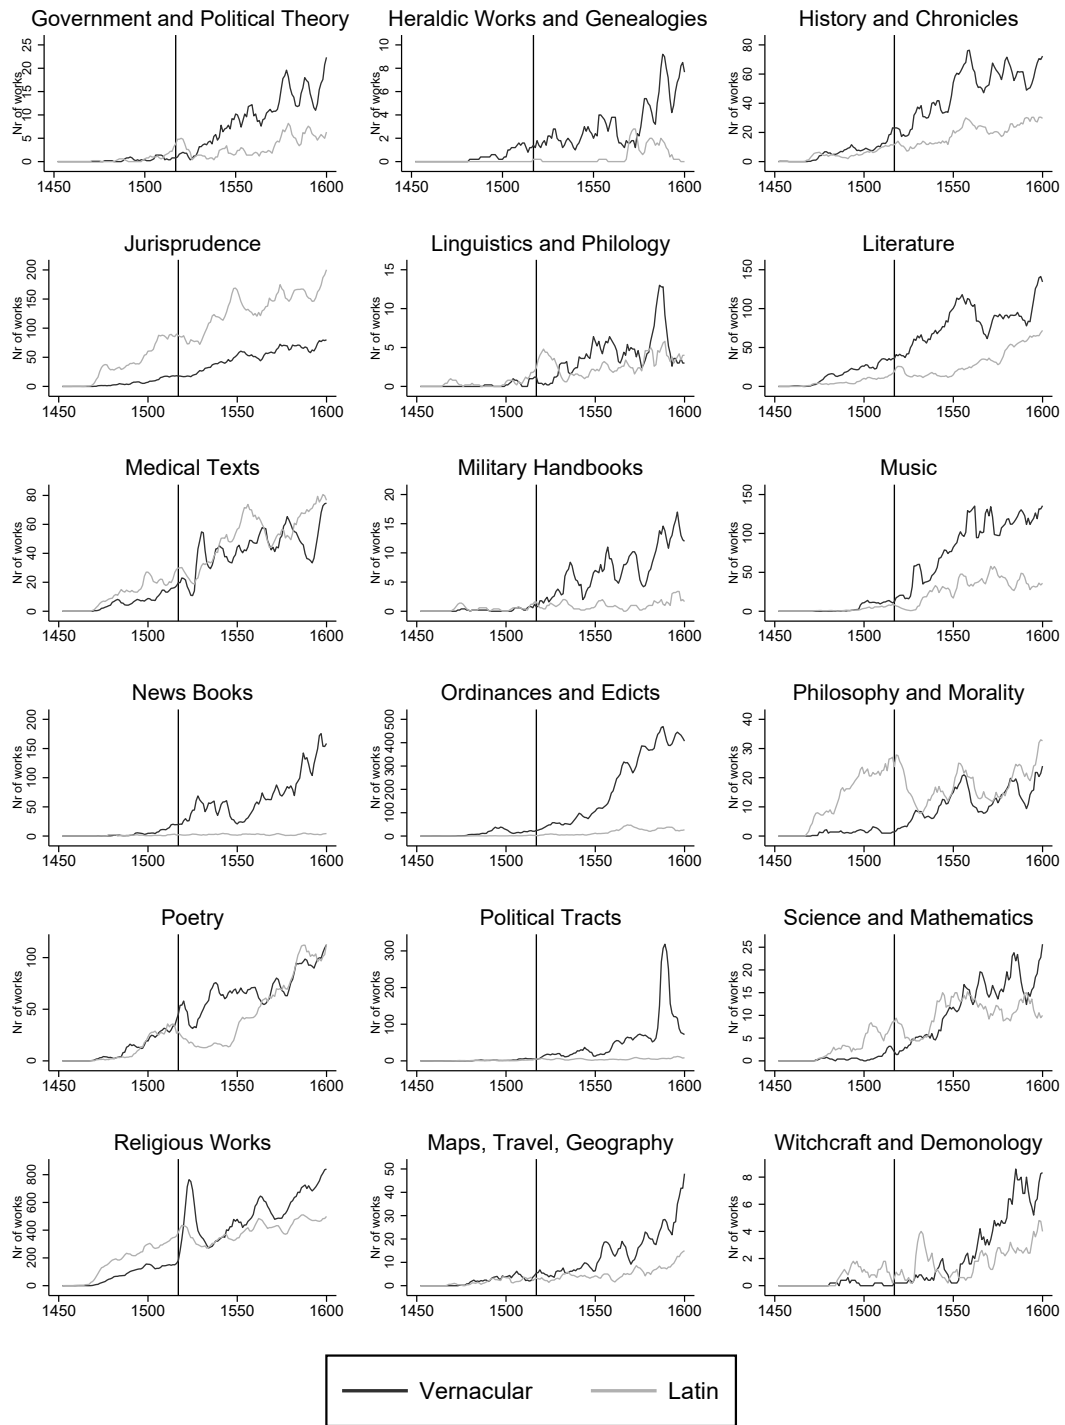 Government and Political Theory
Nr of works
0 5 10 15 20 25
1450 1500 1550 1600
Heraldic Works and Genealogies
Nr of works
0 2 4 6 8 10
1450 1500 1550 1600
History and Chronicles
Nr of works
0 20 40 60 80
1450 1500 1550 1600
Jurisprudence
Nr of works
0 50 100 150 200
1450 1500 1550 1600
Linguistics and Philology
Nr of works
0 5 10 15
1450 1500 1550 1600
Literature
Nr of works
0 50 100 150
1450 1500 1550 1600
Medical Texts
Nr of works
0 20 40 60 80
1450 1500 1550 1600
Military Handbooks
Nr of works
0 5 10 15 20
1450 1500 1550 1600
Music
Nr of works
0 50 100 150
1450 1500 1550 1600
News Books
Nr of works
0 50 100 150 200
1450 1500 1550 1600
Ordinances and Edicts
Nr of works
0 100 200 300 400 500
1450 1500 1550 1600
Philosophy and Morality
Nr of works
0 10 20 30 40
1450 1500 1550 1600
Poetry
Nr of works
0 50 100
1450 1500 1550 1600
Political Tracts
Nr of works
0 100 200 300
1450 1500 1550 1600
Science and Mathematics
Nr of works
0 5 10 15 20 25
1450 1500 1550 1600
Religious Works
Nr of works
0 200 400 600 800
1450 1500 1550 1600
Maps, Travel, Geography
Nr of works
0 10 20 30 40 50
1450 1500 1550 1600
Witchcraft and Demonology
Nr of works
0 2 4 6 8
1450 1500 1550 1600
Vernacular
Latin